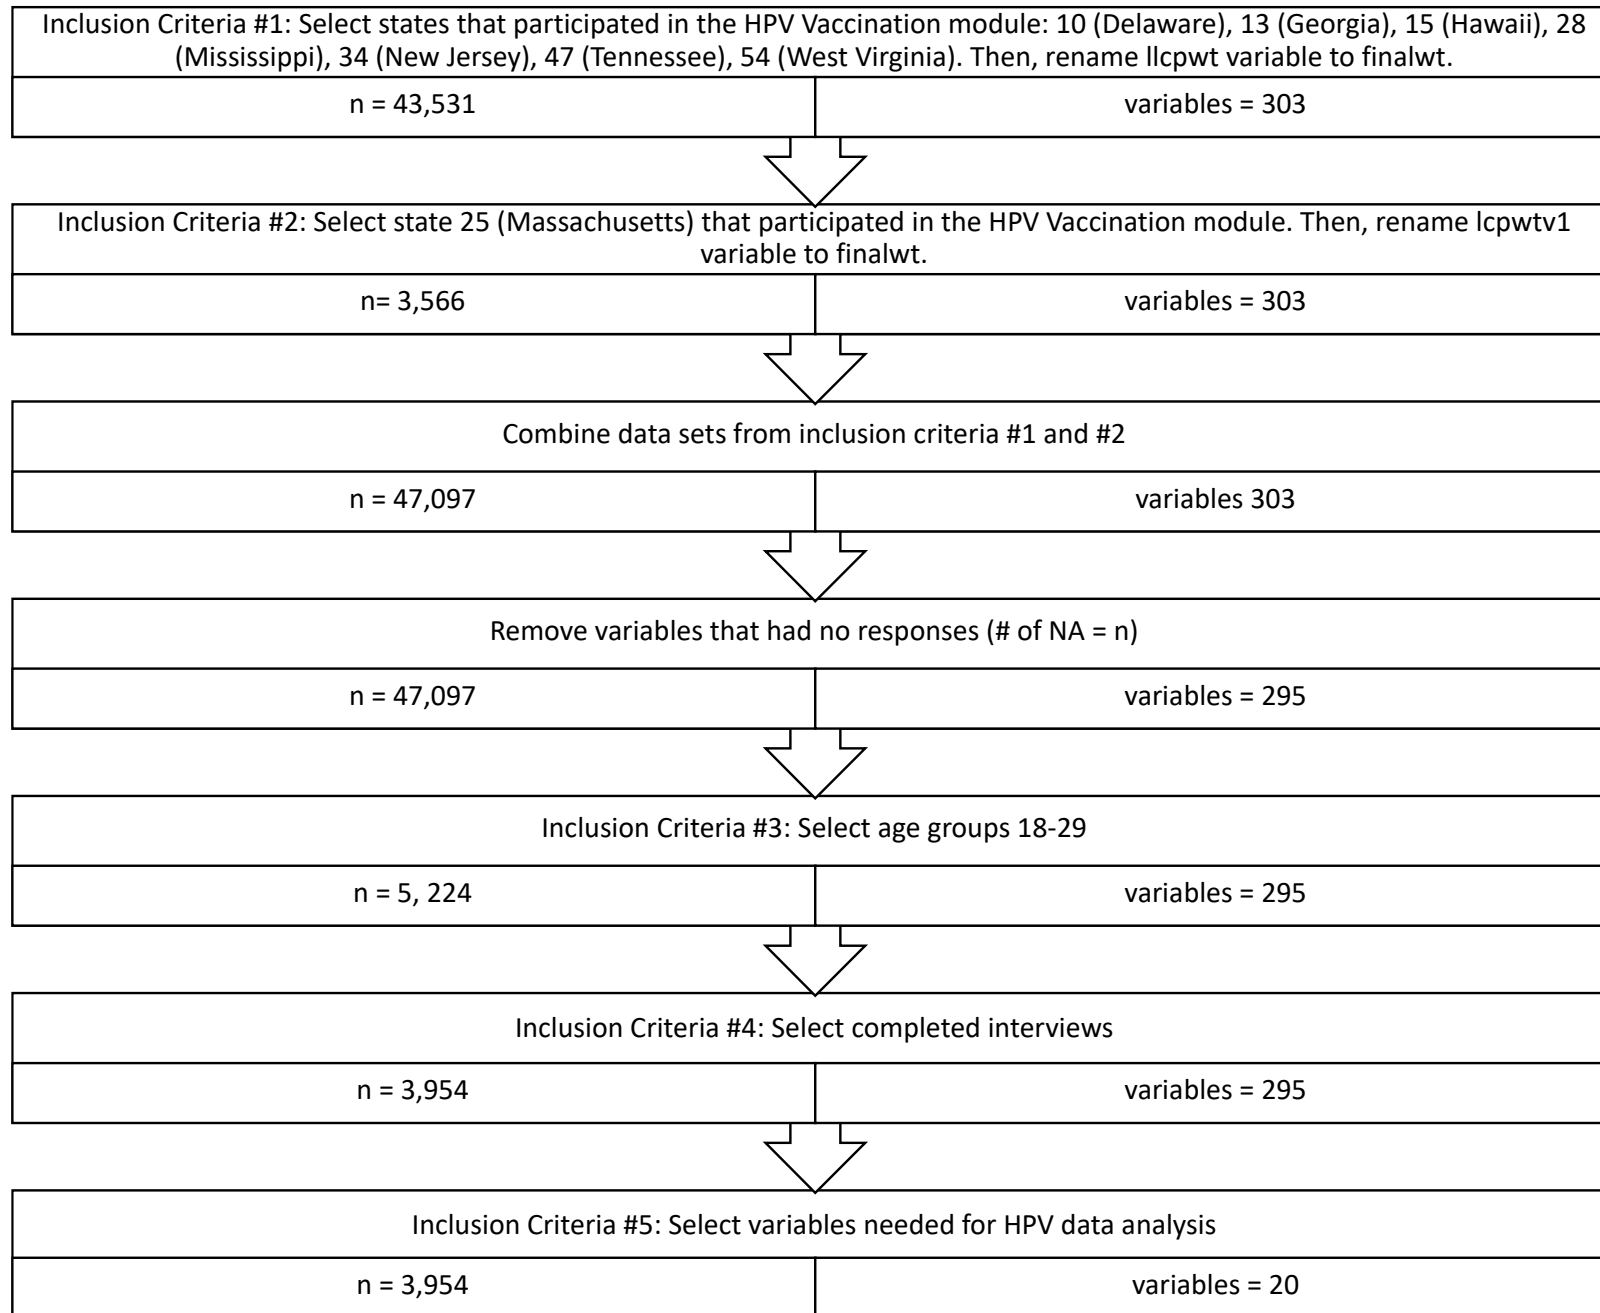 Inclusion Criteria #1: Select states that participated in the HPV Vaccination module: 10 (Delaware), 13 (Georgia), 15 (Hawaii), 28
(Mississippi), 34 (New Jersey), 47 (Tennessee), 54 (West Virginia). Then, rename llcpwt variable to finalwt.
n = 43,531
variables = 303
Inclusion Criteria #2: Select state 25 (Massachusetts) that participated in the HPV Vaccination module. Then, rename lcpwtv1
variable to finalwt.
n= 3,566
variables = 303
Combine data sets from inclusion criteria #1 and #2
n = 47,097
variables 303
Remove variables that had no responses (# of NA = n)
n = 47,097
variables = 295
Inclusion Criteria #3: Select age groups 18-29
n = 5, 224
variables = 295
Inclusion Criteria #4: Select completed interviews
n = 3,954
variables = 295
Inclusion Criteria #5: Select variables needed for HPV data analysis
n = 3,954
variables = 20